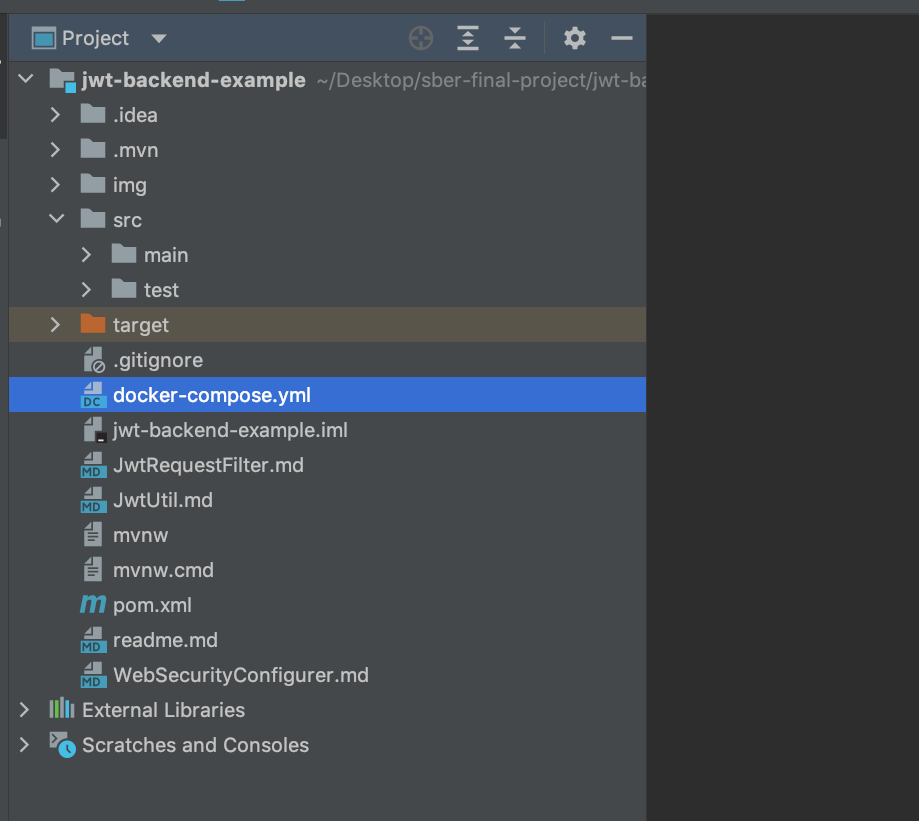 Project
jwt-backend-example ~/Desktop/sber-final-project/jwt-ba
.idea
.mvn
img
src
main
test
target
.gitignore
DC docker-compose.yml
jwt-backend-example.iml
MD JwtRequestFilter.md
MD JwtUtil.md
mvnw
mvnw.cmd
m pom.xml
MD readme.md
MD WebSecurityConfigurer.md
External Libraries
Scratches and Consoles